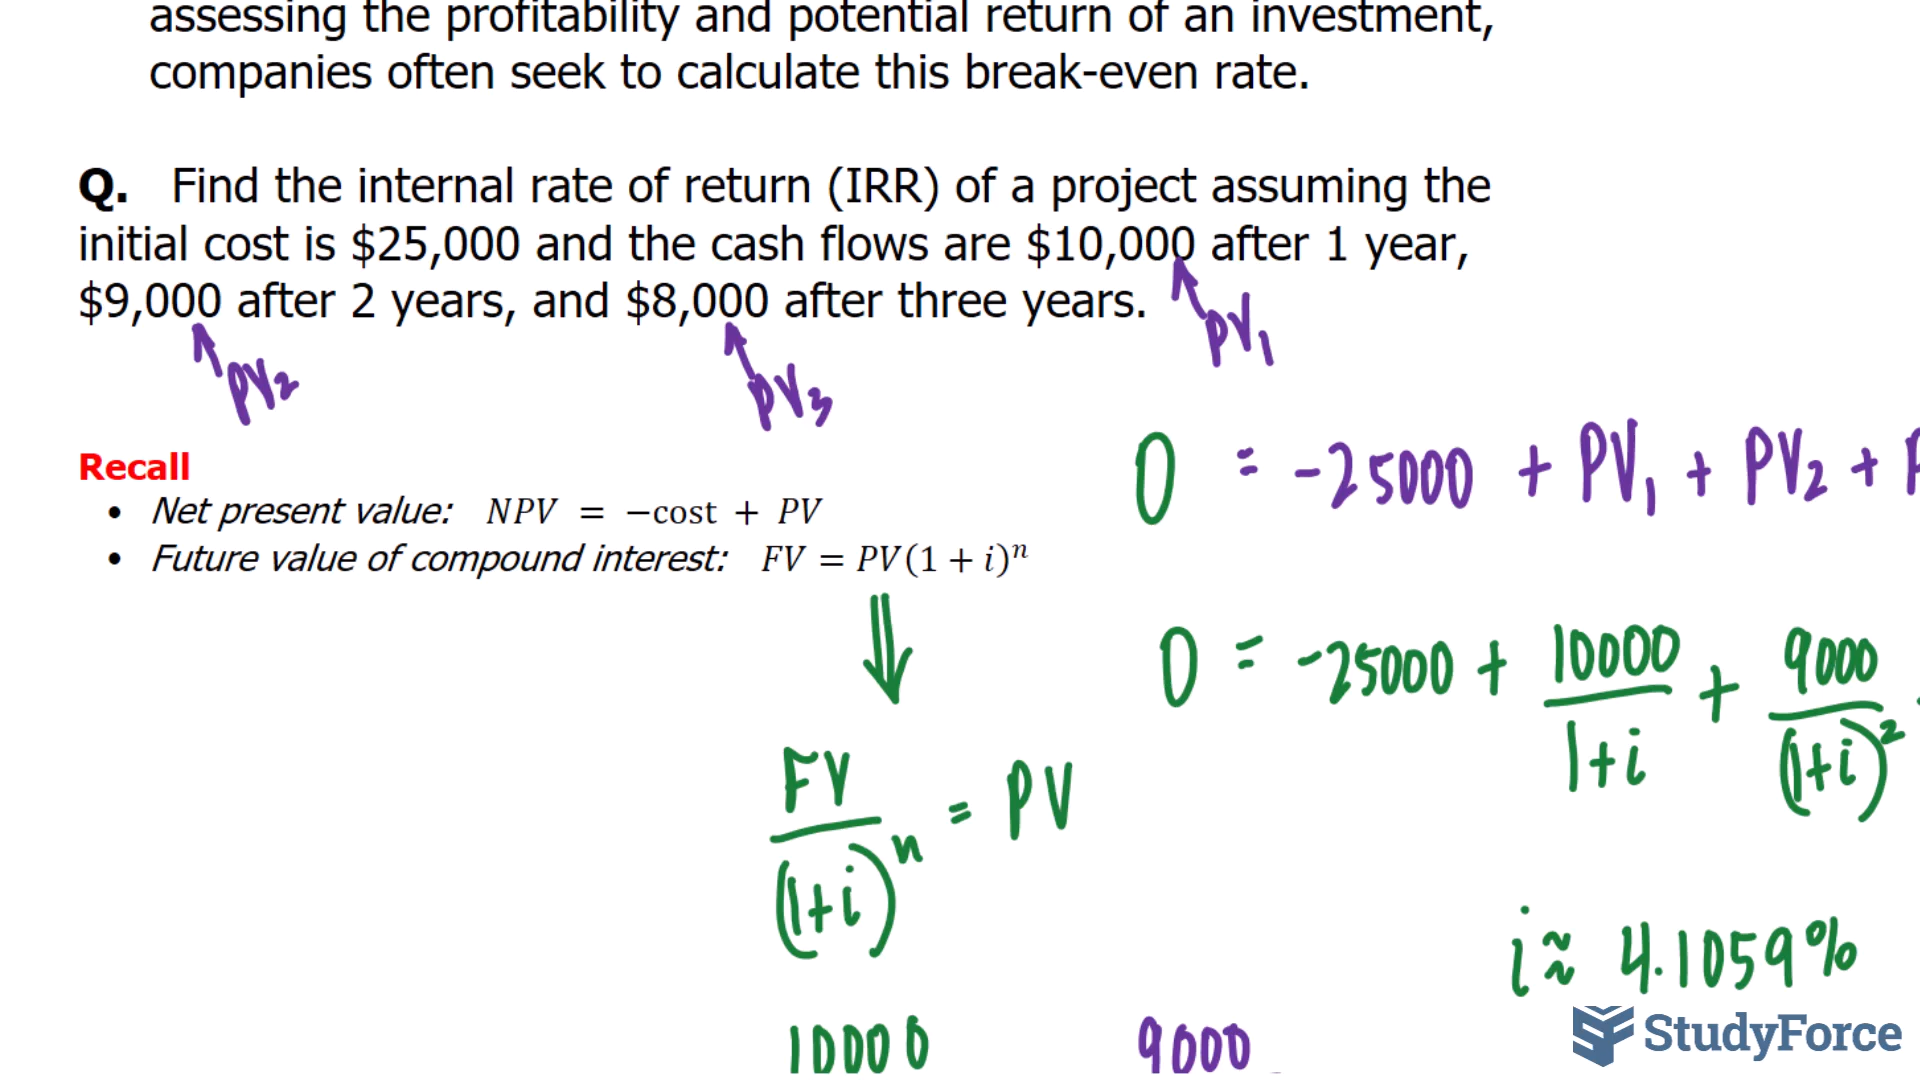 assessing the profitability and potential return of an investment,
companies often seek to calculate this break-even rate.
Q. Find the internal rate of return (IRR) of a project assuming the
initial cost is $25,000 and the cash flows are $10,000 after 1 year,
$9,000 after 2 years, and $8,000 after three years.
PV₁
PV₂
PV₃
Recall
• Net present value: NPV = −cost + PV
• Future value of compound interest: FV = PV(1 + i)ⁿ
0 = -25000 + PV₁ + PV₂ +
0 = -25000 + 10000/(1+i) + 9000/(1+i)²
FV/(1+i)ⁿ = PV
i ≈ 4.1059%
10000
9000
StudyForce